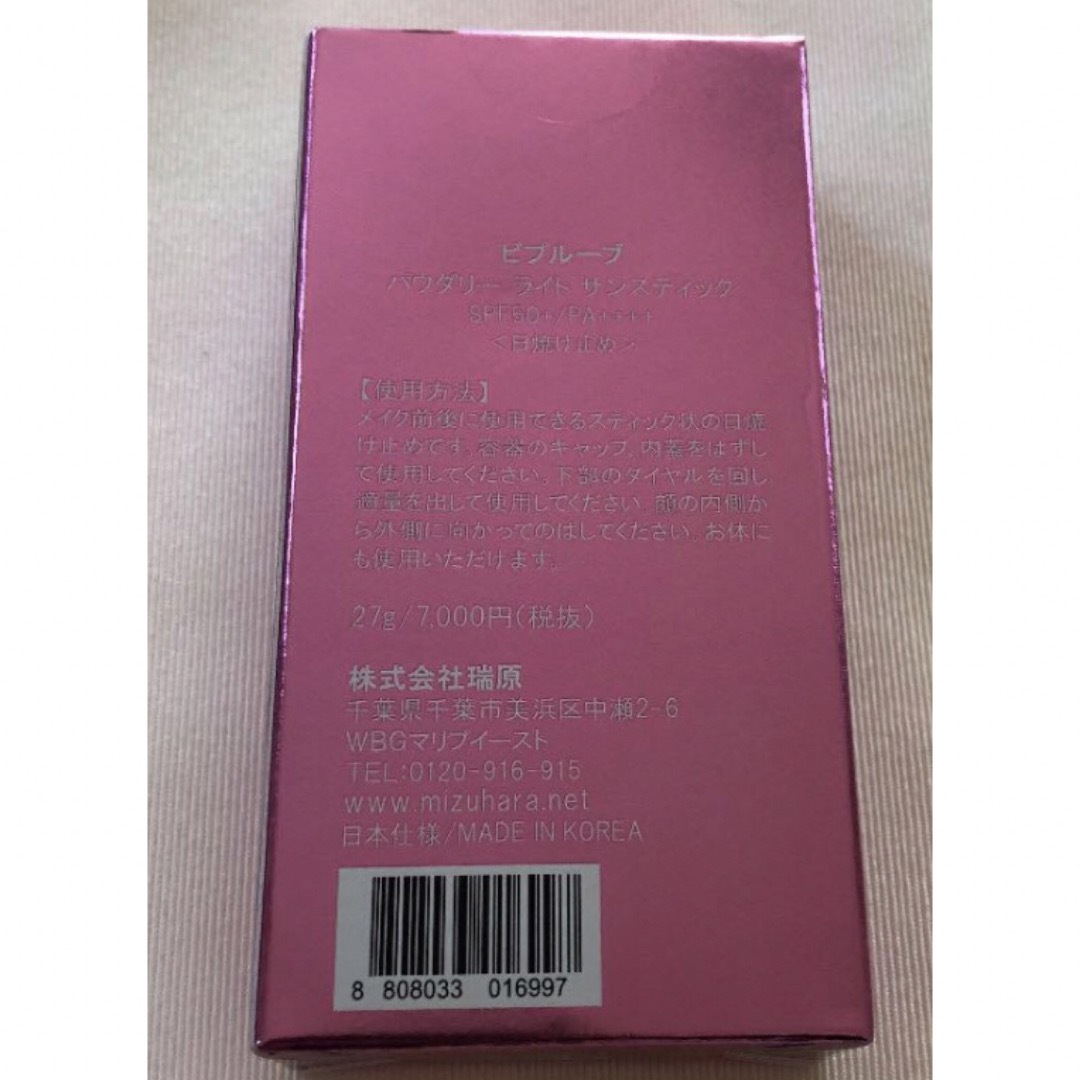 ビプルーブ
パウダリー ライト サンスティック
SPF50+/PA++++
<日焼け止め>
【使用方法】
メイク前後に使用できるスティック状の日焼
け止めです。容器のキャップ、内蓋をはずし
て使用してください。下部のダイヤルを回し、
適量を出して使用してください。顔の内側か
ら外側に向かってのばしてください。お体に
も使用いただけます。
27g/7,000円(税抜)
株式会社瑞原
千葉県千葉市美浜区中瀬2-6
WBGマリブイースト
TEL:0120-916-915
www.mizuhara.net
日本仕様/MADE IN KOREA
8 808033 016997